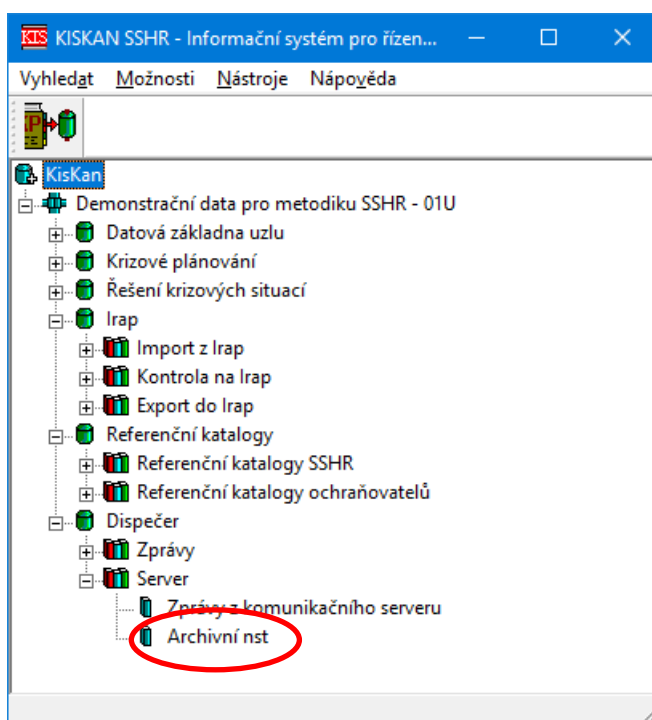 KIS KISKAN SSHR - Informační systém pro řízen...
Vyhledat Možnosti Nástroje Nápověda
KisKan
Demonstrační data pro metodiku SSHR - 01U
Datová základna uzlu
Krizové plánování
Řešení krizových situací
Irap
Import z Irap
Kontrola na Irap
Export do Irap
Referenční katalogy
Referenční katalogy SSHR
Referenční katalogy ochraňovatelů
Dispečer
Zprávy
Server
Zprávy z komunikačního serveru
Archivní nst